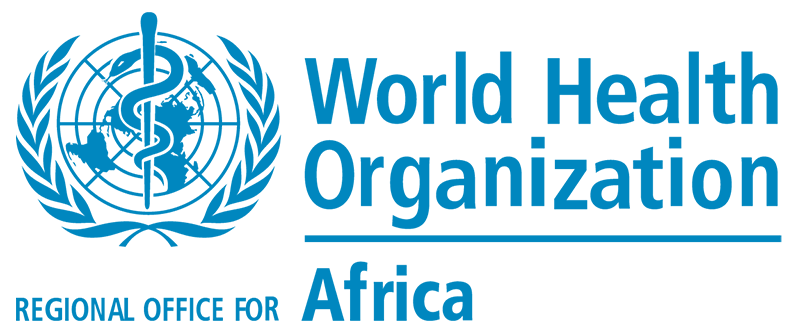 World Health
Organization
REGIONAL OFFICE FOR Africa